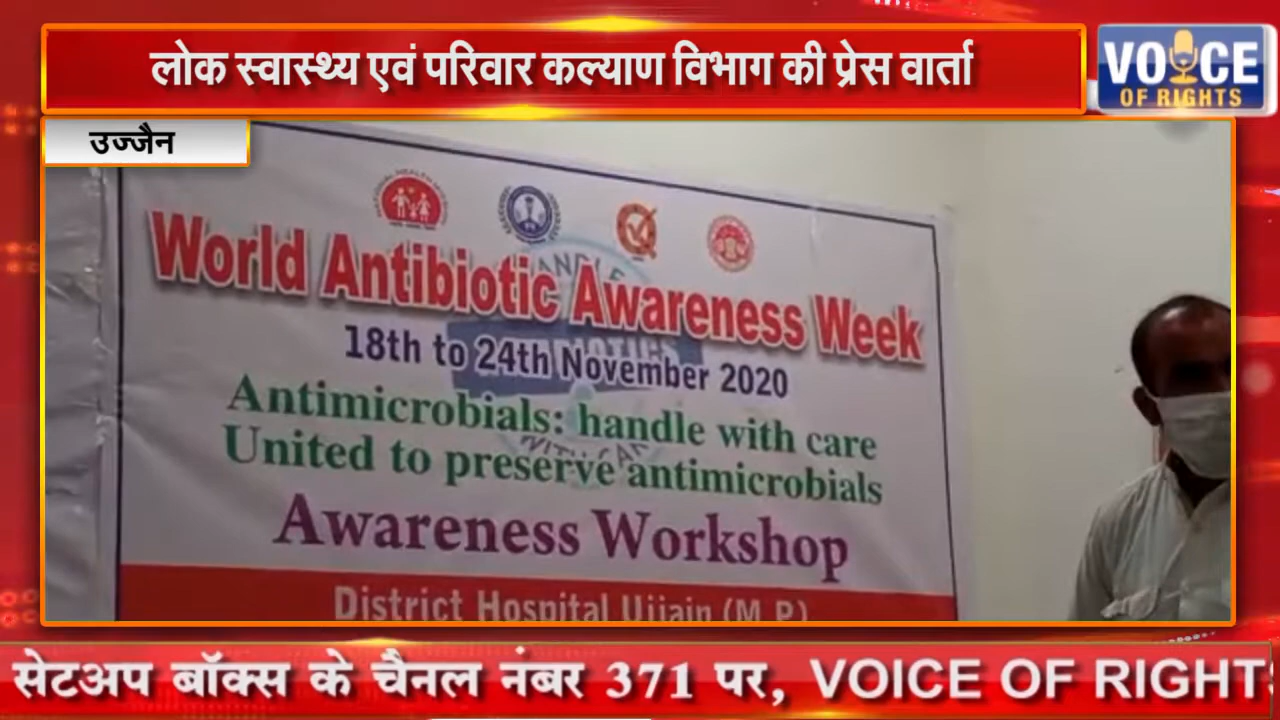 लोक स्वास्थ्य एवं परिवार कल्याण विभाग की प्रेस वार्ता
VOICE
OF RIGHTS
उज्जैन
World Antibiotic Awareness Week
18th to 24th November 2020
Antimicrobials: handle with care
United to preserve antimicrobials
Awareness Workshop
District Hospital Ujjain (M.P)
सेटअप बॉक्स के चैनल नंबर 371 पर, VOICE OF RIGHTS